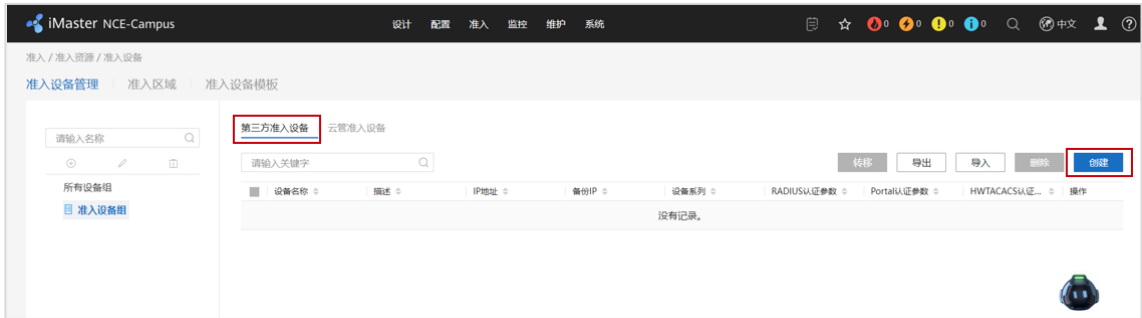 iMaster NCE-Campus 设计 配置 准入 监控 维护 系统 0 0 0 0 中文
准入 / 准入资源 / 准入设备
准入设备管理 准入区域 准入设备模板
第三方准入设备 云管准入设备
请输入名称
请输入关键字 转移 导出 导入 删除 创建
所有设备组
准入设备组
设备名称 描述 IP地址 备份IP 设备系列 RADIUS认证参数 Portal认证参数 HWTACACS认证... 操作
没有记录。